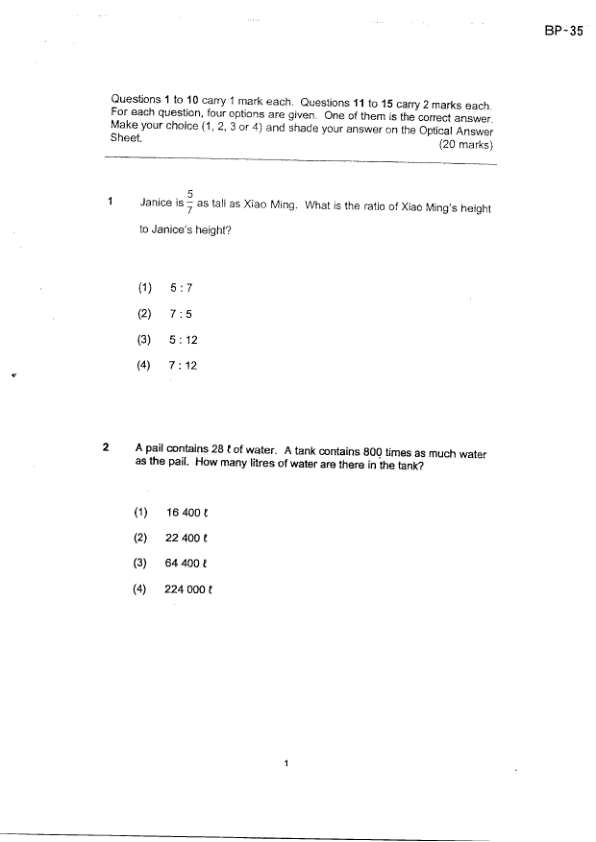 BP-35
Questions 1 to 10 carry 1 mark each. Questions 11 to 15 carry 2 marks each.
For each question, four options are given. One of them is the correct answer.
Make your choice (1, 2, 3 or 4) and shade your answer on the Optical Answer
Sheet. (20 marks)
1 Janice is 5/7 as tall as Xiao Ming. What is the ratio of Xiao Ming's height
to Janice's height?
(1) 5 : 7
(2) 7 : 5
(3) 5 : 12
(4) 7 : 12
2 A pail contains 28 ℓ of water. A tank contains 800 times as much water
as the pail. How many litres of water are there in the tank?
(1) 16 400 ℓ
(2) 22 400 ℓ
(3) 64 400 ℓ
(4) 224 000 ℓ
1